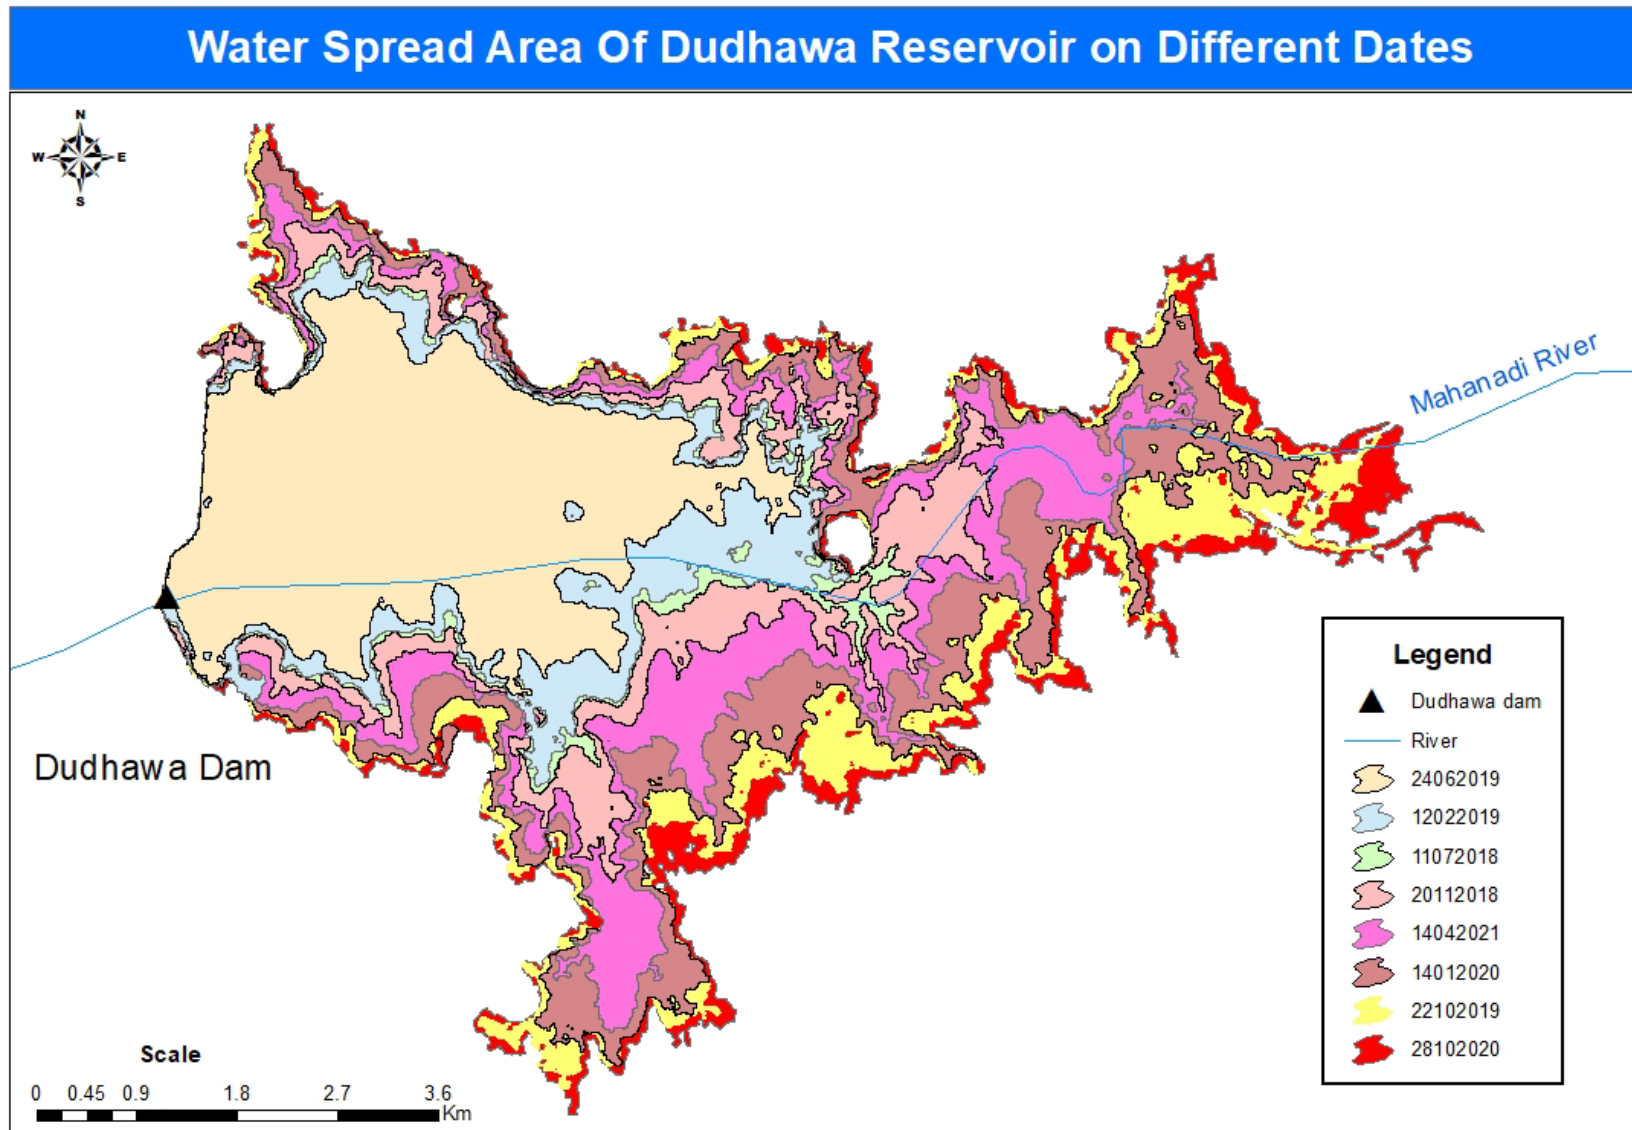 Water Spread Area Of Dudhawa Reservoir on Different Dates
N
W E
S
Mahanadi River
Dudhawa Dam
Legend
Dudhawa dam
River
24062019
12022019
11072018
20112018
14042021
14012020
22102019
28102020
Scale
0 0.45 0.9 1.8 2.7 3.6
Km